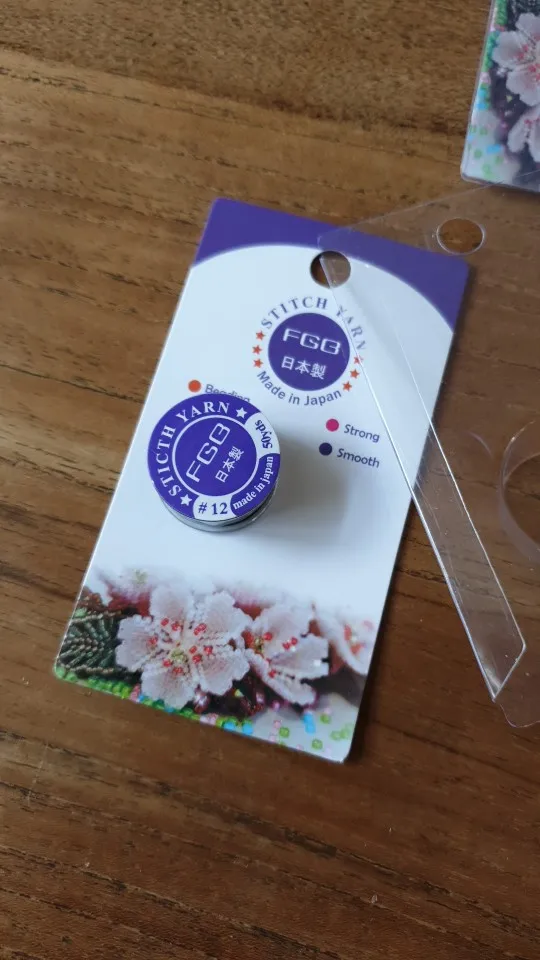 STITCH YARN
FGB
日本製
Made in Japan
Beading
Strong
Smooth
STICTH YARN
FGB
日本製
50yds
made in japan
# 12